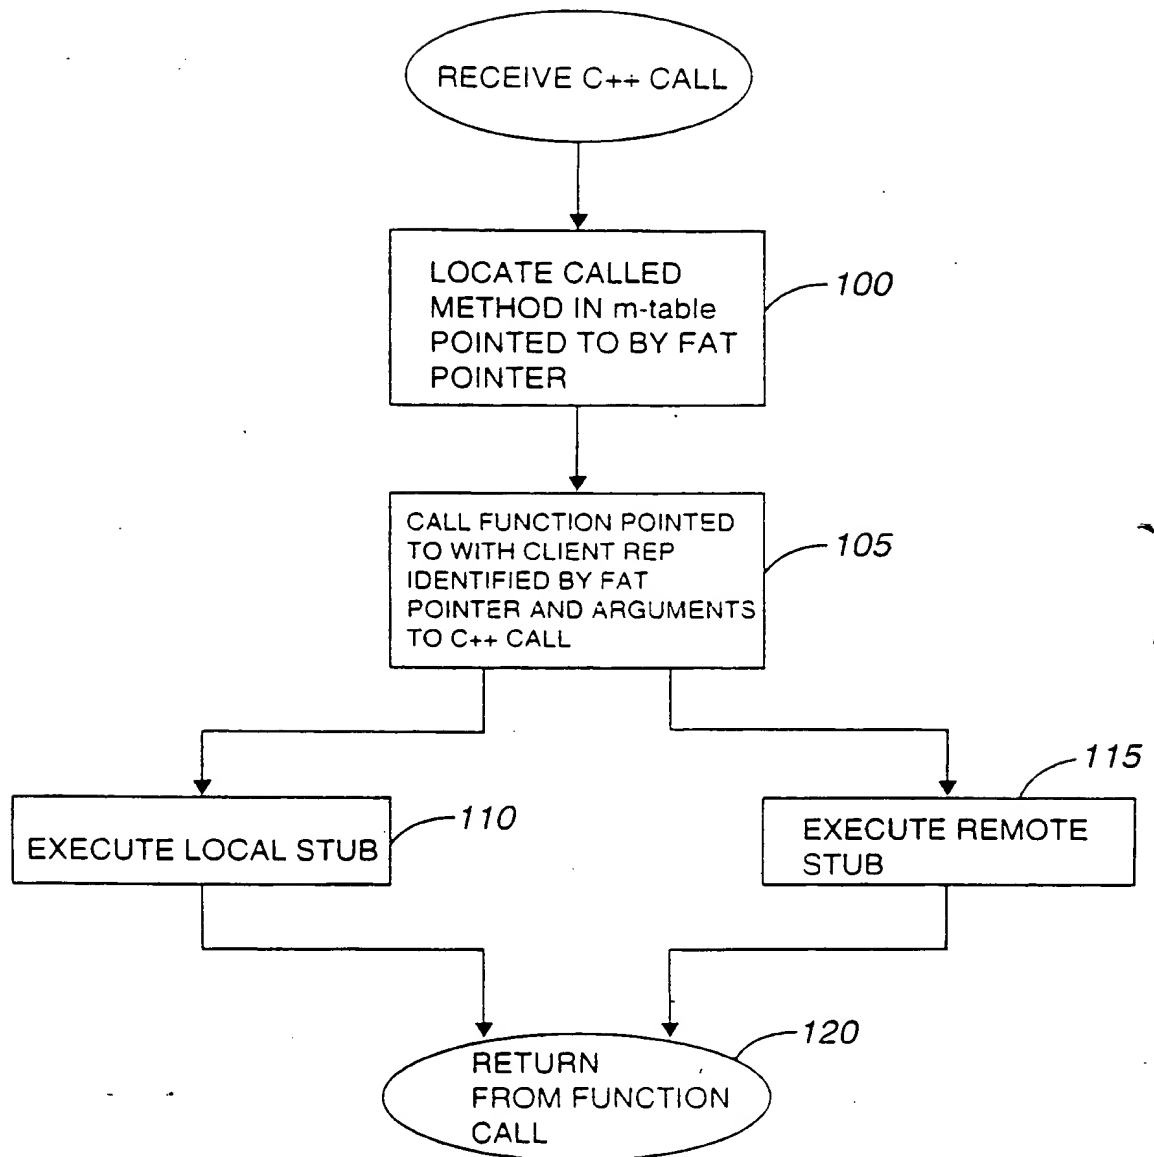 RECEIVE C++ CALL
LOCATE CALLED
METHOD IN m-table
POINTED TO BY FAT
POINTER
100
CALL FUNCTION POINTED
TO WITH CLIENT REP
IDENTIFIED BY FAT
POINTER AND ARGUMENTS
TO C++ CALL
105
EXECUTE LOCAL STUB
110
EXECUTE REMOTE
STUB
115
RETURN
FROM FUNCTION
CALL
120